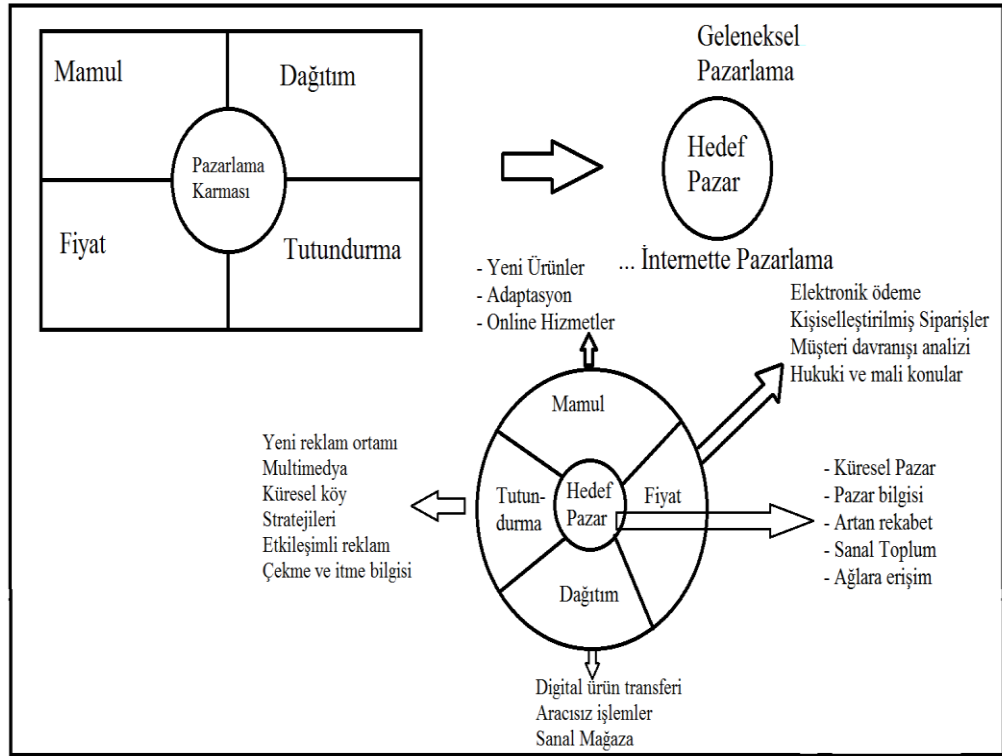 Mamul
Dağıtım
Pazarlama
Karması
Fiyat
Tutundurma
Geleneksel
Pazarlama
Hedef
Pazar
... İnternette Pazarlama
- Yeni Ürünler
- Adaptasyon
- Online Hizmetler
Elektronik ödeme
Kişiselleştirilmiş Siparişler
Müşteri davranışı analizi
Hukuki ve mali konular
Mamul
Yeni reklam ortamı
Multimedya
Küresel köy
Stratejileri
Etkileşimli reklam
Çekme ve itme bilgisi
Tutun-
durma
Hedef
Pazar
Fiyat
- Küresel Pazar
- Pazar bilgisi
- Artan rekabet
- Sanal Toplum
- Ağlara erişim
Dağıtım
Digital ürün transferi
Aracısız işlemler
Sanal Mağaza